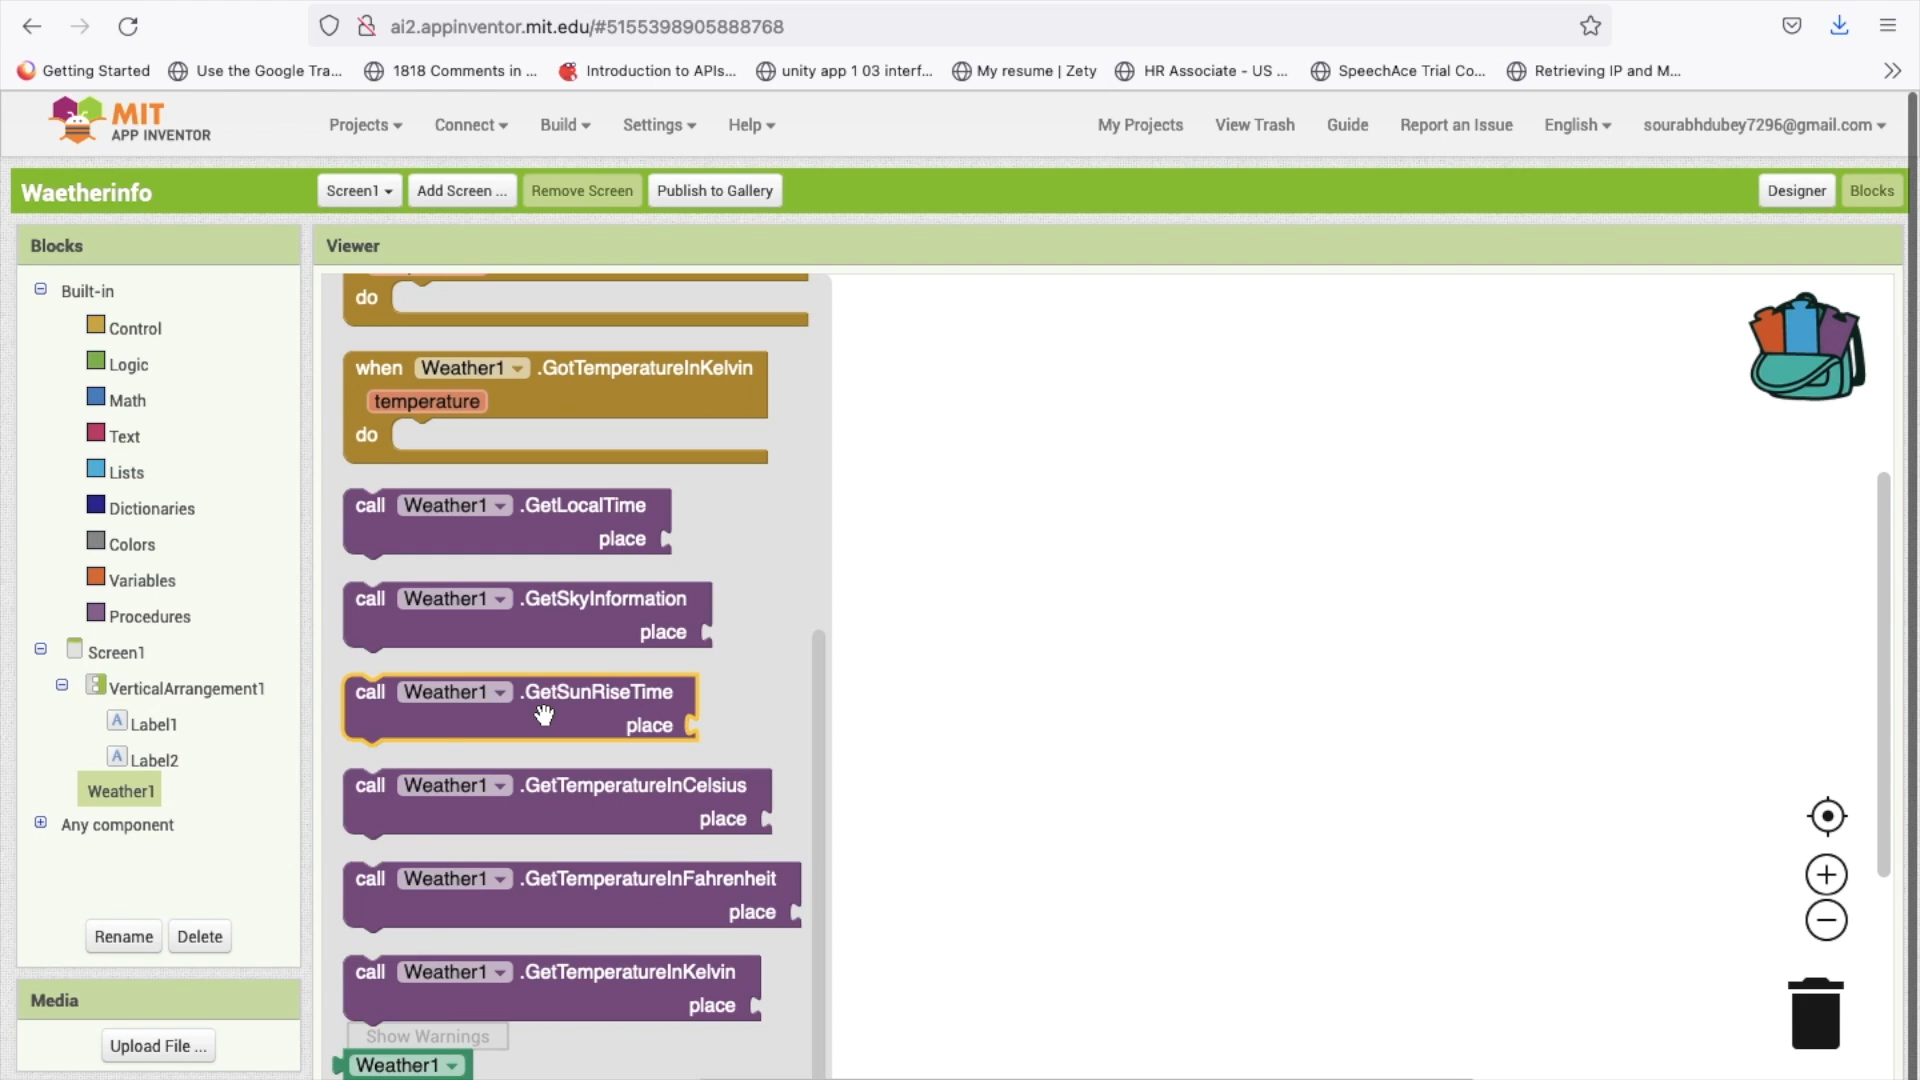 ai2.appinventor.mit.edu/#5155398905888768
Getting Started
Use the Google Tra...
1818 Comments in ...
Introduction to APIs...
unity app 1 03 interf...
My resume | Zety
HR Associate - US ...
SpeechAce Trial Co...
Retrieving IP and M...
MIT
APP INVENTOR
Projects
Connect
Build
Settings
Help
My Projects
View Trash
Guide
Report an Issue
English
sourabhdubey7296@gmail.com
Waetherinfo
Screen1
Add Screen ...
Remove Screen
Publish to Gallery
Designer
Blocks
Blocks
Viewer
Built-in
Control
Logic
Math
Text
Lists
Dictionaries
Colors
Variables
Procedures
Screen1
VerticalArrangement1
A Label1
A Label2
Weather1
Any component
Rename
Delete
Media
Upload File ...
do
when Weather1 .GotTemperatureInKelvin
temperature
do
call Weather1 .GetLocalTime
place
call Weather1 .GetSkyInformation
place
call Weather1 .GetSunRiseTime
place
call Weather1 .GetTemperatureInCelsius
place
call Weather1 .GetTemperatureInFahrenheit
place
call Weather1 .GetTemperatureInKelvin
place
Show Warnings
Weather1